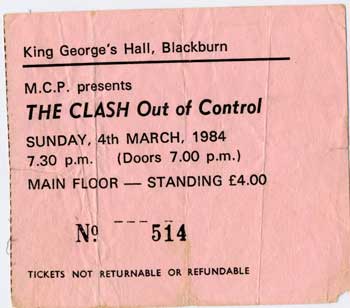 King George's Hall, Blackburn
M.C.P. presents
THE CLASH Out of Control
SUNDAY, 4th MARCH, 1984
7.30 p.m. (Doors 7.00 p.m.)
MAIN FLOOR — STANDING £4.00
Nº 514
TICKETS NOT RETURNABLE OR REFUNDABLE